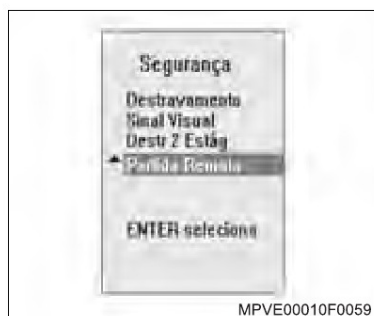 Segurança
Destravamento
Sinal Visual
Destr 2 Estág
Partida Remota
ENTER seleciona
MPVE00010F0059